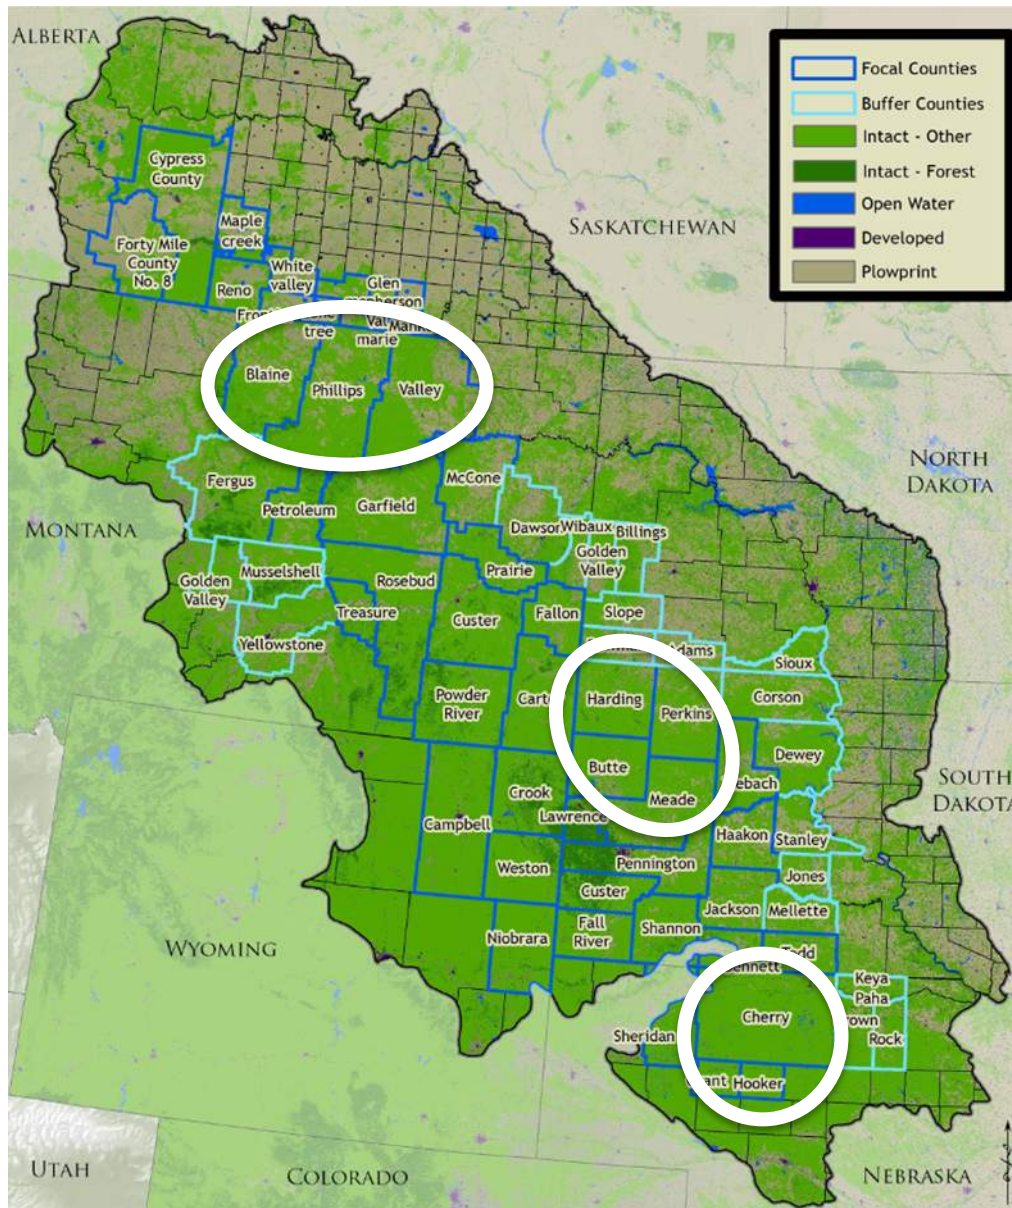 ALBERTA
Focal Counties
Buffer Counties
Intact - Other
Intact - Forest
Open Water
Developed
Plowprint
SASKATCHEWAN
Cypress
County
Maple
creek
Forty Mile
County
No. 8
White
valley
Reno
Glen
tree
Val
marie
Blaine
Phillips
Valley
NORTH
DAKOTA
MONTANA
Fergus
McCone
Petroleum
Garfield
Dawson
Wibaux
Billings
Golden
Valley
Golden
Valley
Musselshell
Rosebud
Prairie
Treasure
Custer
Fallon
Slope
Yellowstone
Adams
Sioux
Powder
River
Harding
Perkins
Corson
Butte
Dewey
Meade
SOUTH
DAKOTA
Crook
Lawrence
Campbell
Haakon
Stanley
Weston
Pennington
Jones
Custer
Jackson
Mellette
Niobrara
Fall
River
Shannon
WYOMING
Keya
Paha
Cherry
Rock
Sheridan
Hooker
UTAH
COLORADO
NEBRASKA